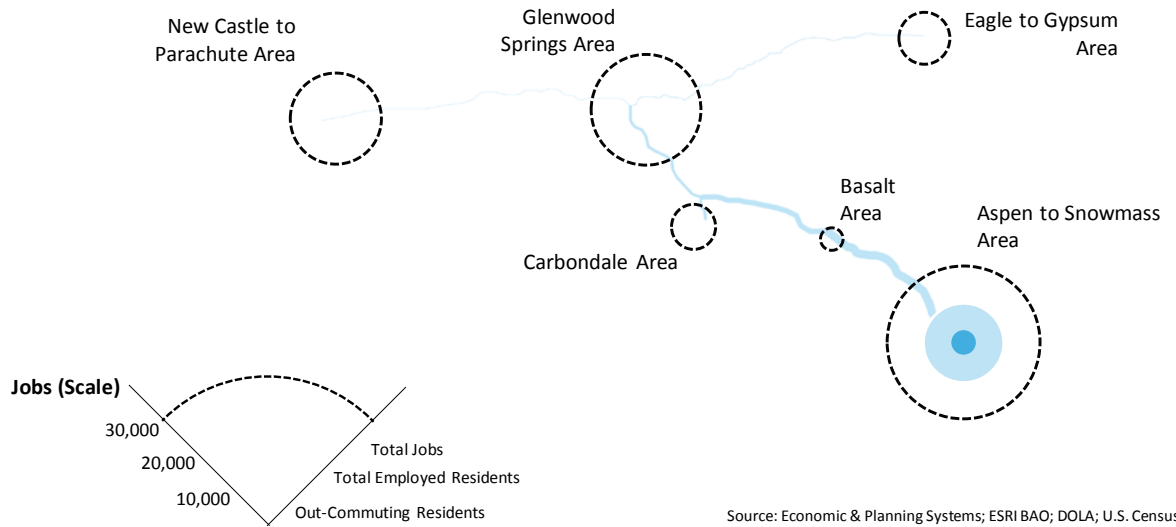 New Castle to
Parachute Area
Glenwood
Springs Area
Eagle to Gypsum
Area
Basalt
Area
Aspen to Snowmass
Area
Carbondale Area
Jobs (Scale)
30,000
20,000
10,000
Total Jobs
Total Employed Residents
Out-Commuting Residents
Source: Economic & Planning Systems; ESRI BAO; DOLA; U.S. Census